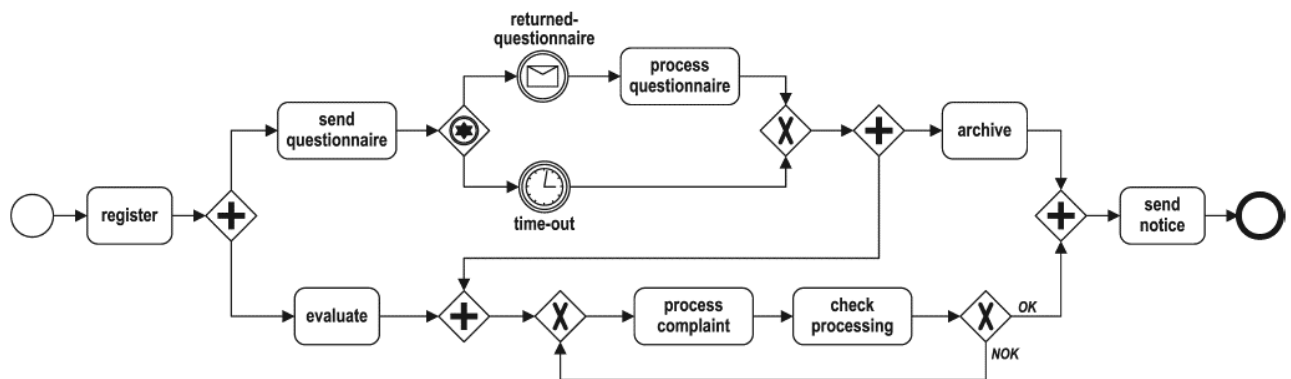 returned-
questionnaire
process
questionnaire
send
questionnaire
archive
register
time-out
send
notice
evaluate
process
complaint
check
processing
OK
NOK